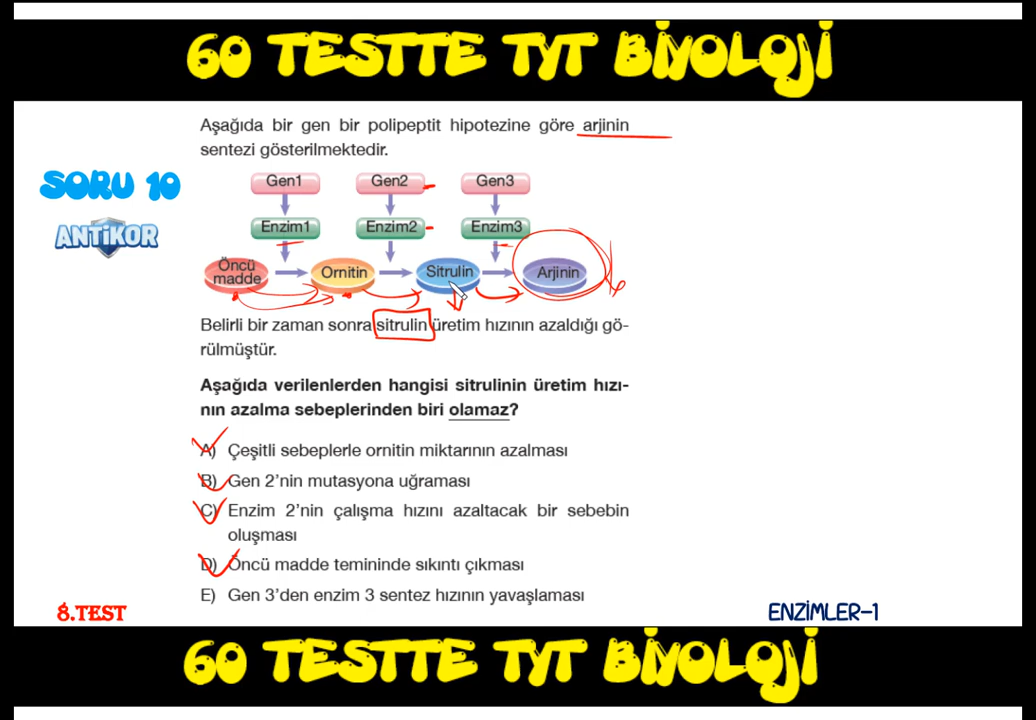 60 TESTTE TYT BİYOLOJİ
Aşağıda bir gen bir polipeptit hipotezine göre arjinin
sentezi gösterilmektedir.
SORU 10
ANTİKOR
Gen1 Gen2 Gen3
Enzim1 Enzim2 Enzim3
Öncü
madde
Ornitin Sitrulin Arjinin
Belirli bir zaman sonra sitrulin üretim hızının azaldığı gö-
rülmüştür.
Aşağıda verilenlerden hangisi sitrulinin üretim hızı-
nın azalma sebeplerinden biri olamaz?
A) Çeşitli sebeplerle ornitin miktarının azalması
B) Gen 2'nin mutasyona uğraması
C) Enzim 2'nin çalışma hızını azaltacak bir sebebin
oluşması
D) Öncü madde temininde sıkıntı çıkması
E) Gen 3'den enzim 3 sentez hızının yavaşlaması
8.TEST
ENZİMLER-1
60 TESTTE TYT BİYOLOJİ